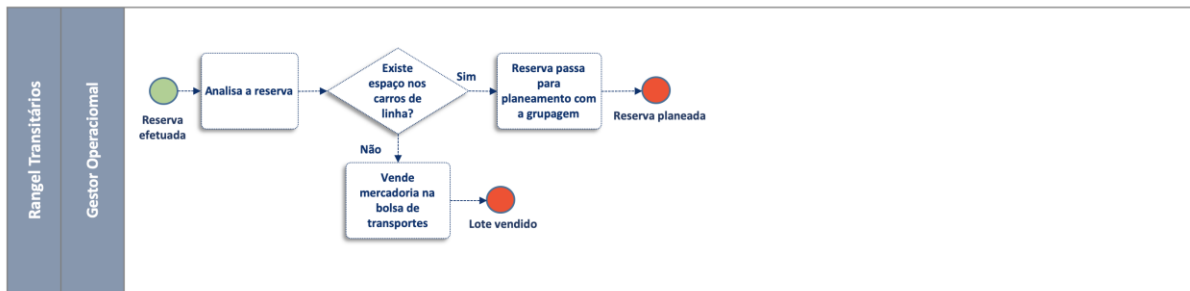 Rangel Transitários
Gestor Operaciomal
Reserva
efetuada
Analisa a reserva
Existe
espaço nos
carros de
linha?
Sim
Reserva passa
para
planeamento com
a grupagem
Reserva planeada
Não
Vende
mercadoria na
bolsa de
transportes
Lote vendido